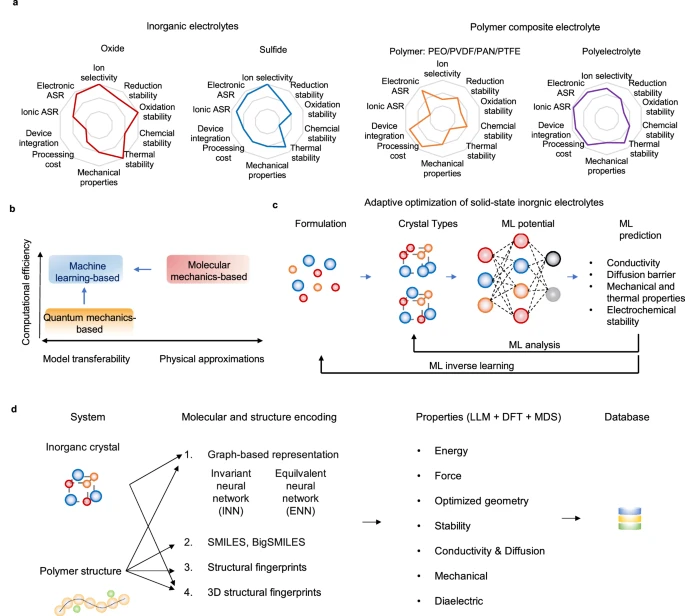 a
Inorganic electrolytes
Polymer composite electrolyte
Oxide
Ion
selectivity
Reduction
stability
Oxidation
stability
Chemcial
stability
Thermal
stability
Mechanical
properties
Processing
cost
Device
integration
Ionic ASR
Electronic
ASR
Sulfide
Ion selectivity
Reduction
stability
Oxidation
stability
Chemcial
stability
Thermal
stability
Mechanical
properties
Processing
cost
Device
integration
Ionic ASR
Electronic
ASR
Polymer: PEO/PVDF/PAN/PTFE
Ion
selectivity
Reduction
stability
Oxidation
stability
Chemcial
stability
Thermal
stability
Mechanical
properties
Processing
cost
Device
integration
Ionic ASR
Electronic
ASR
Polyelectrolyte
Ion selectivity
Reduction
stability
Oxidation
stability
Chemcial
stability
Thermal
stability
Mechanical
properties
Processing
cost
Device
integration
Ionic ASR
Electronic
ASR
b
Computational efficiency
Machine
learning-based
Molecular
mechanics-based
Quantum mechanics-
based
Model transferability
Physical approximations
c
Adaptive optimization of solid-state inorgnic electrolytes
Formulation
Crystal Types
ML potential
ML
prediction
• Conductivity
• Diffusion barrier
• Mechanical and
thermal properties
• Electrochemical
stability
ML analysis
ML inverse learning
d
System
Molecular and structure encoding
Properties (LLM + DFT + MDS)
Database
Inorganc crystal
Polymer structure
1. Graph-based representation
Invariant
neural
network
(INN)
Equilvalent
neural
network
(ENN)
2. SMILES, BigSMILES
3. Structural fingerprints
4. 3D structural fingerprints
• Energy
• Force
• Optimized geometry
• Stability
• Conductivity & Diffusion
• Mechanical
• Diaelectric